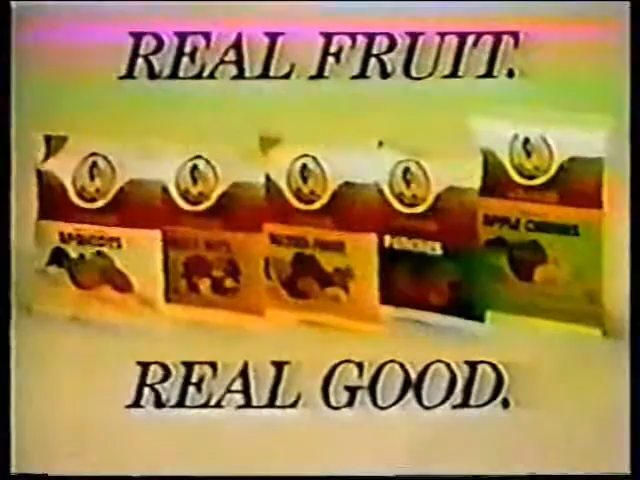 REAL FRUIT.
APRICOTS
PEACHES
APPLE CHUNKS
REAL GOOD.